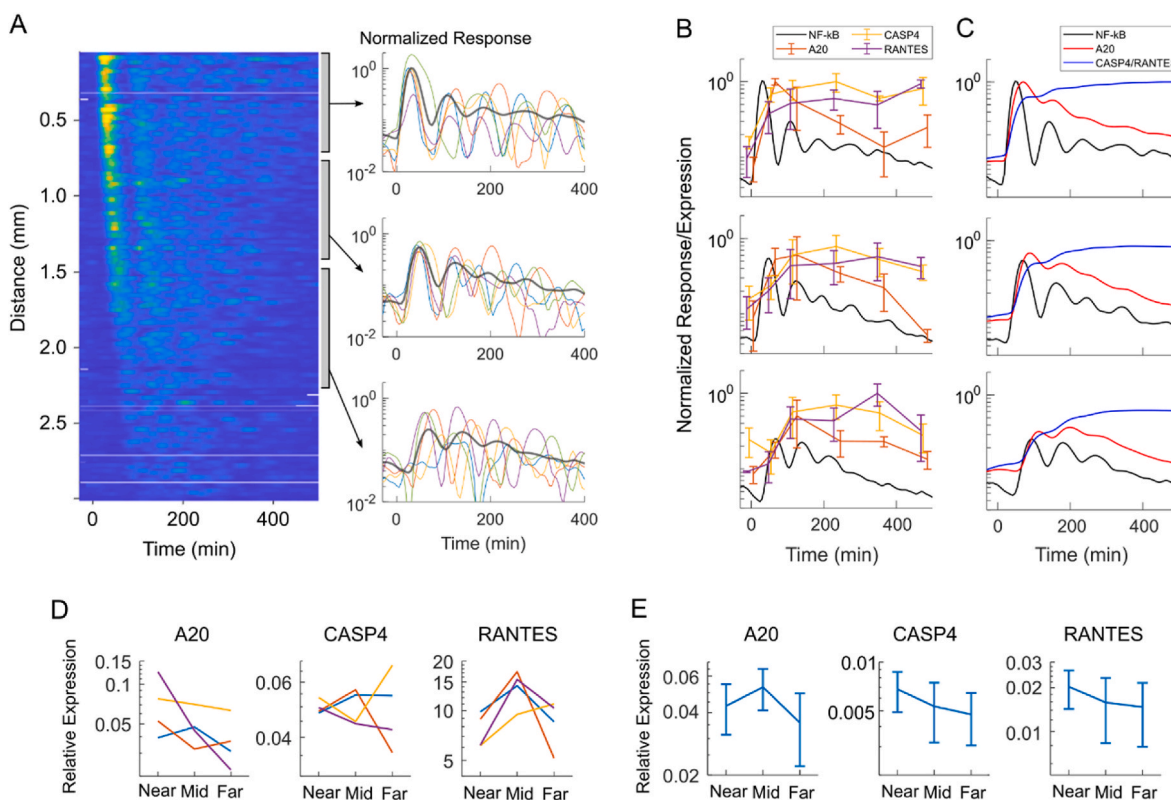 A
Normalized Response
10^0
10^-2
0 200 400
10^0
10^-2
0 200 400
10^0
10^-2
0 200 400
Time (min)
0.5
1.0
1.5
2.0
2.5
Distance (mm)
0 200 400
Time (min)
B
NF-kB
A20
CASP4
RANTES
10^0
10^0
10^0
Normalized Response/Expression
0 200 400
Time (min)
C
NF-kB
A20
CASP4/RANTES
10^0
10^0
10^0
0 200 400
Time (min)
D
Relative Expression
A20
0.15
0.1
0.05
Near Mid Far
CASP4
0.06
0.04
Near Mid Far
RANTES
20
15
10
5
Near Mid Far
E
Relative Expression
A20
0.06
0.04
0.02
Near Mid Far
CASP4
0.01
0.005
Near Mid Far
RANTES
0.03
0.02
0.01
Near Mid Far